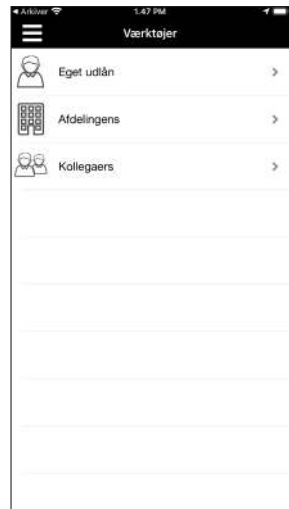 Arkiver 1.47 PM
Værktøjer
Eget udlån
Afdelingens
Kollegaers